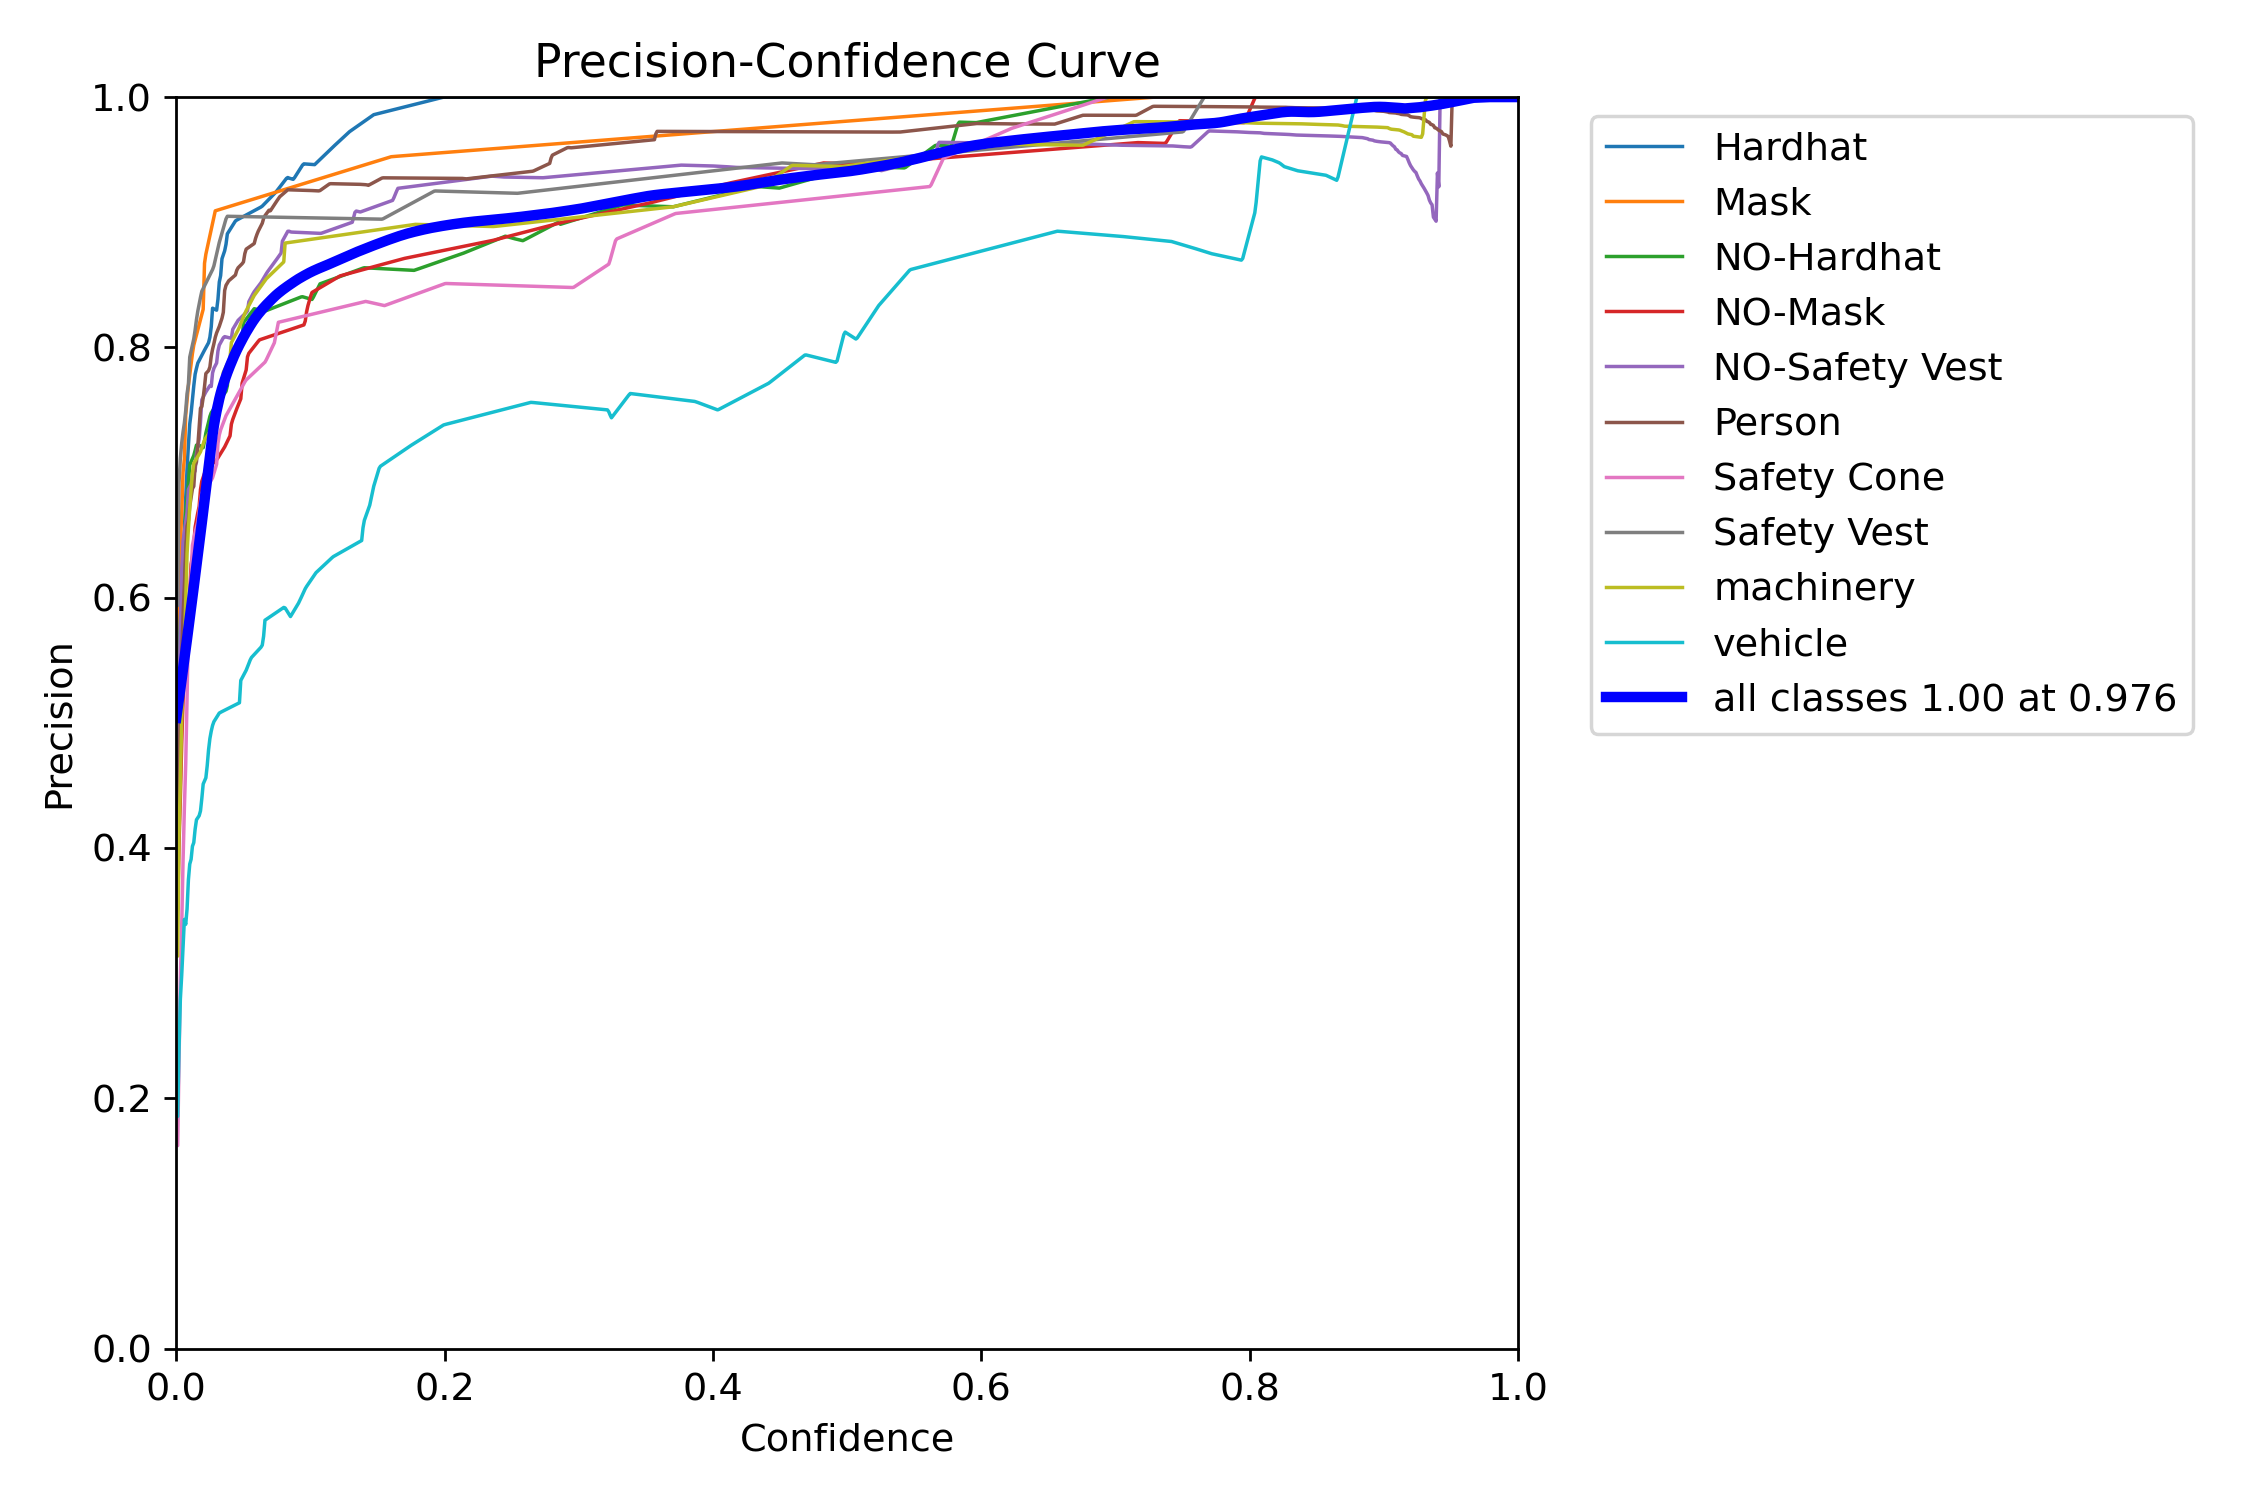 Precision-Confidence Curve
1.0
0.8
0.6
0.4
0.2
0.0
Precision
0.0 0.2 0.4 0.6 0.8 1.0
Confidence
Hardhat
Mask
NO-Hardhat
NO-Mask
NO-Safety Vest
Person
Safety Cone
Safety Vest
machinery
vehicle
all classes 1.00 at 0.976